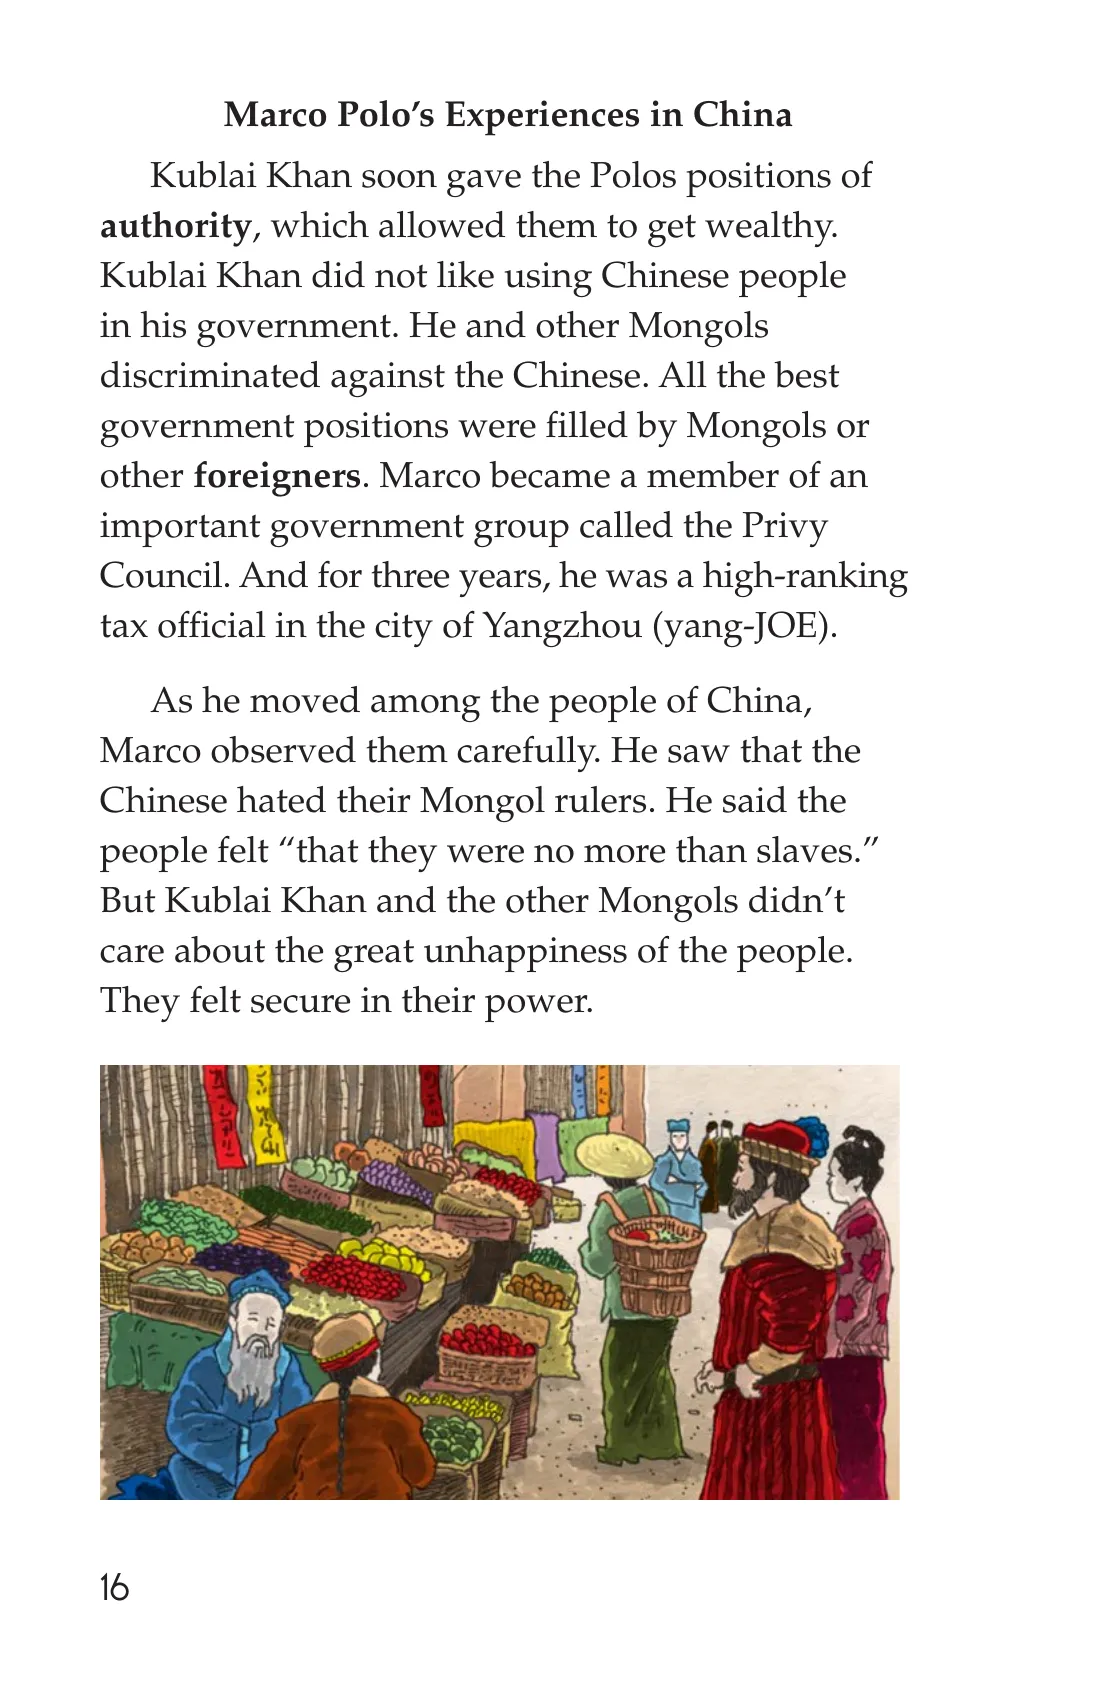 Marco Polo’s Experiences in China
Kublai Khan soon gave the Polos positions of
authority, which allowed them to get wealthy.
Kublai Khan did not like using Chinese people
in his government. He and other Mongols
discriminated against the Chinese. All the best
government positions were filled by Mongols or
other foreigners. Marco became a member of an
important government group called the Privy
Council. And for three years, he was a high-ranking
tax official in the city of Yangzhou (yang-JOE).
As he moved among the people of China,
Marco observed them carefully. He saw that the
Chinese hated their Mongol rulers. He said the
people felt “that they were no more than slaves.”
But Kublai Khan and the other Mongols didn’t
care about the great unhappiness of the people.
They felt secure in their power.
16